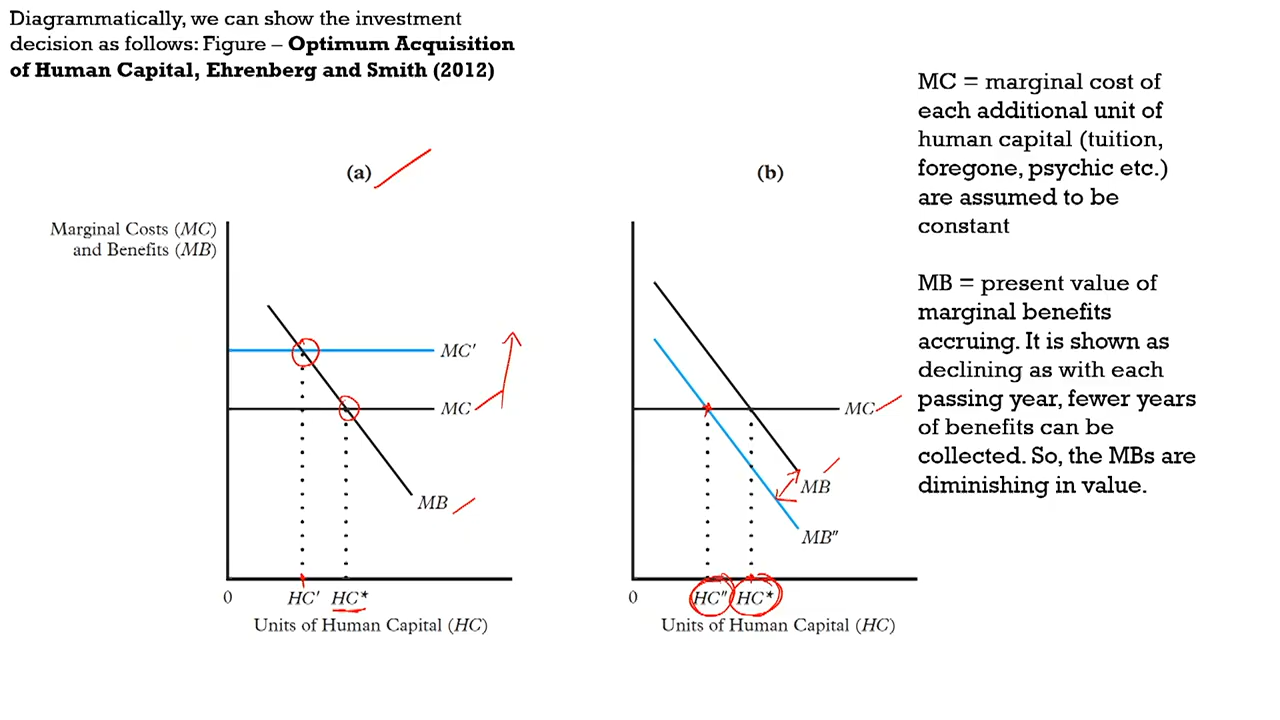 Diagrammatically, we can show the investment
decision as follows: Figure – Optimum Acquisition
of Human Capital, Ehrenberg and Smith (2012)
(a)
Marginal Costs (MC)
and Benefits (MB)
MC'
MC
MB
0
HC' HC*
Units of Human Capital (HC)
(b)
MC
MB
MB"
0
HC" HC*
Units of Human Capital (HC)
MC = marginal cost of
each additional unit of
human capital (tuition,
foregone, psychic etc.)
are assumed to be
constant
MB = present value of
marginal benefits
accruing. It is shown as
declining as with each
passing year, fewer years
of benefits can be
collected. So, the MBs are
diminishing in value.